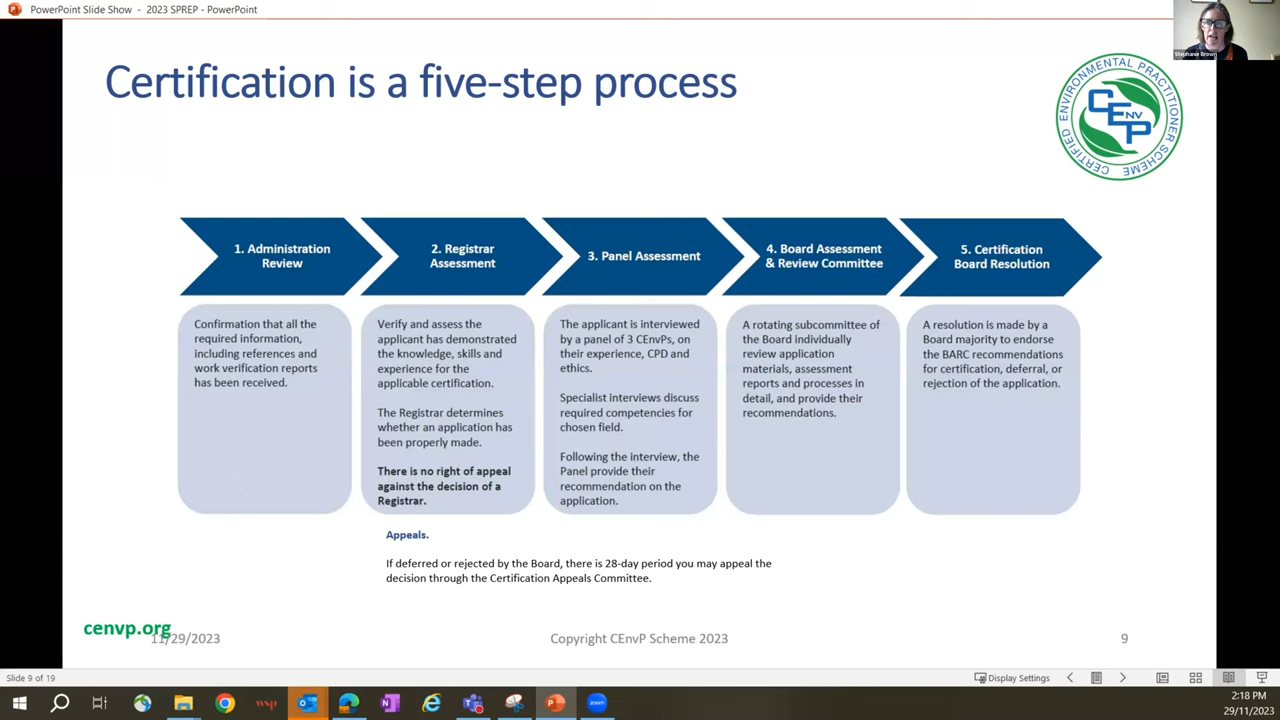 PowerPoint Slide Show - 2023 SPREP - PowerPoint
Stephanie Brown
Certification is a five-step process
CERTIFIED ENVIRONMENTAL PRACTITIONER SCHEME
CENVP
1. Administration
Review
2. Registrar
Assessment
3. Panel Assessment
4. Board Assessment
& Review Committee
5. Certification
Board Resolution
Confirmation that all the
required information,
including references and
work verification reports
has been received.
Verify and assess the
applicant has demonstrated
the knowledge, skills and
experience for the
applicable certification.
The Registrar determines
whether an application has
been properly made.
There is no right of appeal
against the decision of a
Registrar.
The applicant is interviewed
by a panel of 3 CEnvPs, on
their experience, CPD and
ethics.
Specialist interviews discuss
required competencies for
chosen field.
Following the interview, the
Panel provide their
recommendation on the
application.
A rotating subcommittee of
the Board individually
review application
materials, assessment
reports and processes in
detail, and provide their
recommendations.
A resolution is made by a
Board majority to endorse
the BARC recommendations
for certification, deferral, or
rejection of the application.
Appeals.
If deferred or rejected by the Board, there is 28-day period you may appeal the
decision through the Certification Appeals Committee.
cenvp.org
11/29/2023
Copyright CEnvP Scheme 2023
9
Slide 9 of 19
Display Settings
wsp
zoom
2:18 PM
29/11/2023